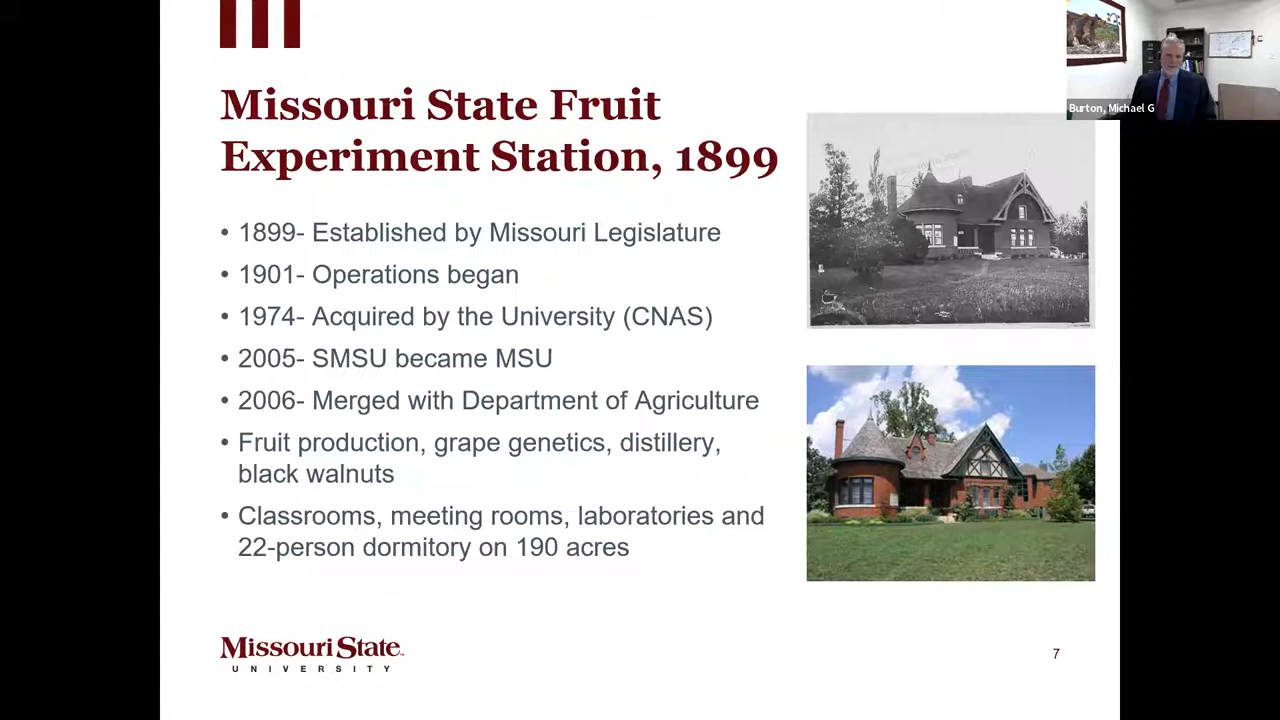 Missouri State Fruit
Experiment Station, 1899
• 1899- Established by Missouri Legislature
• 1901- Operations began
• 1974- Acquired by the University (CNAS)
• 2005- SMSU became MSU
• 2006- Merged with Department of Agriculture
• Fruit production, grape genetics, distillery,
black walnuts
• Classrooms, meeting rooms, laboratories and
22-person dormitory on 190 acres
Burton, Michael G
Missouri State
UNIVERSITY
7